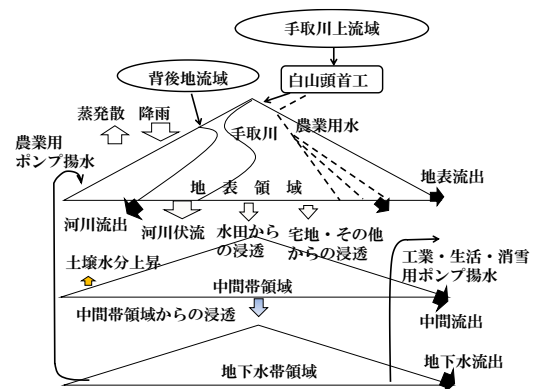 手取川上流域
背後地流域
白山頭首工
蒸発散　降雨
手取川
農業用水
農業用
ポンプ揚水
地　表　領　域
地表流出
河川流出
河川伏流
水田から
の浸透
宅地・その他
からの浸透
土壌水分上昇
工業・生活・消雪
用ポンプ揚水
中間帯領域
中間帯領域からの浸透
中間流出
地下水流出
地下水帯領域